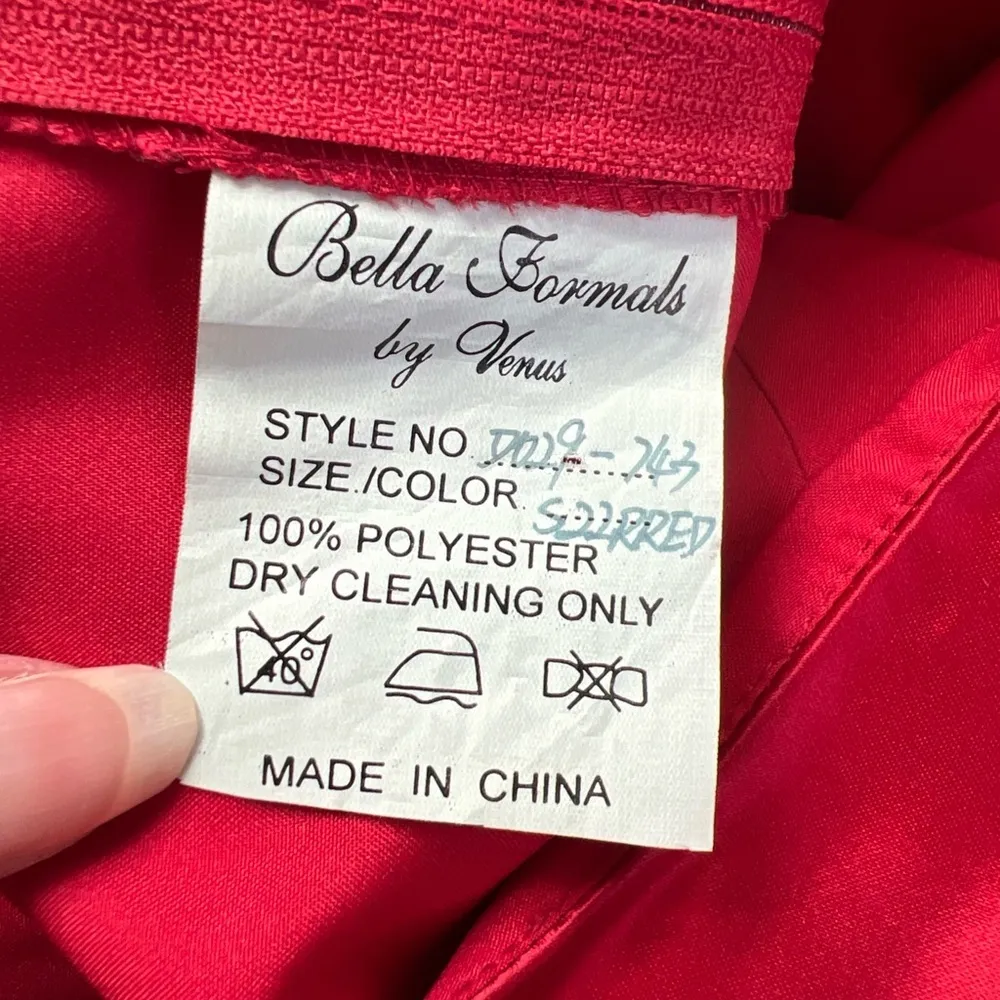 Bella Formals
by Venus
STYLE NO
SIZE./COLOR.
100% POLYESTER
DRY CLEANING ONLY
40°
MADE IN CHINA